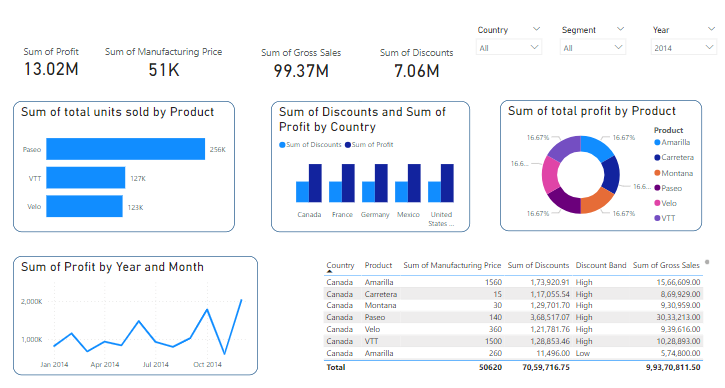 Country
Segment
Year
All
All
2014
Sum of Profit
13.02M
Sum of Manufacturing Price
51K
Sum of Gross Sales
99.37M
Sum of Discounts
7.06M
Sum of total units sold by Product
Paseo 256K
VTT 127K
Velo 123K
Sum of Discounts and Sum of
Profit by Country
Sum of Discounts Sum of Profit
Canada France Germany Mexico United
States ...
Sum of total profit by Product
16.67% 16.67%
16.6... 16.6...
16.67% 16.67%
Product
Amarilla
Carretera
Montana
Paseo
Velo
VTT
Sum of Profit by Year and Month
2,000K
1,000K
Jan 2014 Apr 2014 Jul 2014 Oct 2014
Country Product Sum of Manufacturing Price Sum of Discounts Discount Band Sum of Gross Sales
Canada Amarilla 1560 1,73,920.91 High 15,66,609.00
Canada Carretera 15 1,17,055.54 High 8,69,929.00
Canada Montana 30 1,29,701.70 High 9,30,959.00
Canada Paseo 140 3,68,517.07 High 30,33,213.00
Canada Velo 360 1,21,781.76 High 9,39,616.00
Canada VTT 1500 1,28,853.46 High 10,28,893.00
Canada Amarilla 260 11,496.00 Low 5,74,800.00
Total 50620 70,59,716.75 9,93,70,811.50